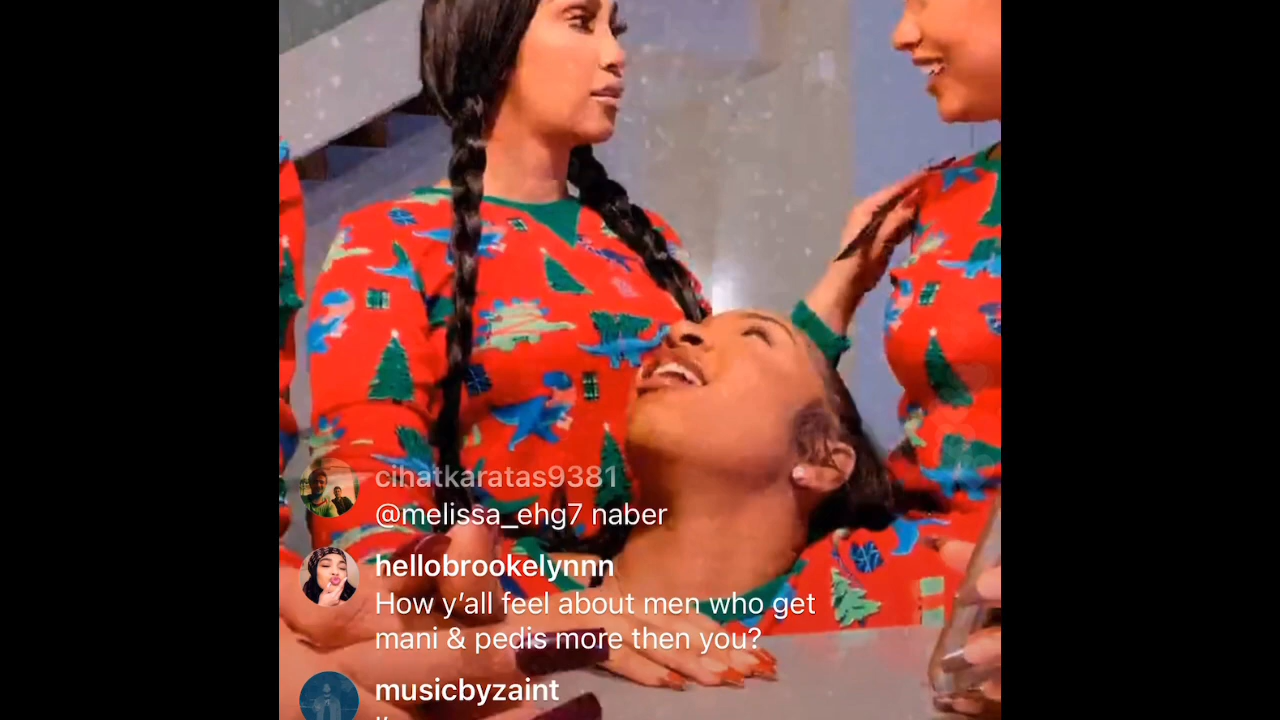 cihatkaratas9381
@melissa_ehg7 naber
hellobrookelynnn
How y’all feel about men who get
mani & pedis more then you?
musicbyzaint